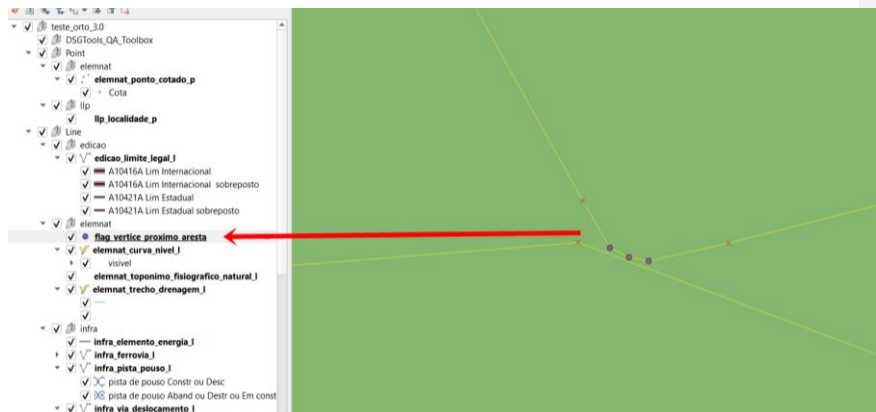 teste_orto_3.0
DSGTools_QA_Toolbox
Point
elemnat
elemnat_ponto_cotado_p
Cota
llp
llp_localidade_p
Line
edicao
edicao_limite_legal_l
A10416A Lim Internacional
A10416A Lim Internacional sobreposto
A10421A Lim Estadual
A10421A Lim Estadual sobreposto
elemnat
flag_vertice_proximo_aresta
elemnat_curva_nivel_l
visivel
elemnat_toponimo_fisiografico_natural_l
elemnat_trecho_drenagem_l
infra
infra_elemento_energia_l
infra_ferrovia_l
infra_pista_pouso_l
pista de pouso Constr ou Desc
pista de pouso Aband ou Destr ou Em const
infra_via_deslocamento_l